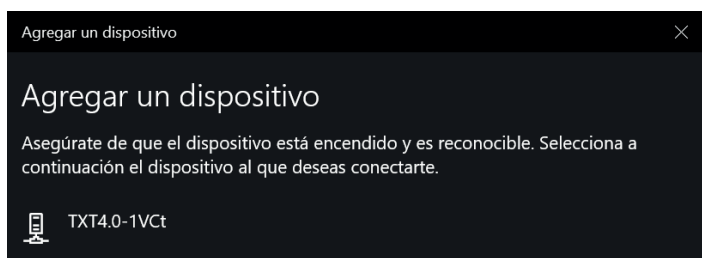 Agregar un dispositivo
Agregar un dispositivo
Asegúrate de que el dispositivo está encendido y es reconocible. Selecciona a
continuación el dispositivo al que deseas conectarte.
TXT4.0-1VCt